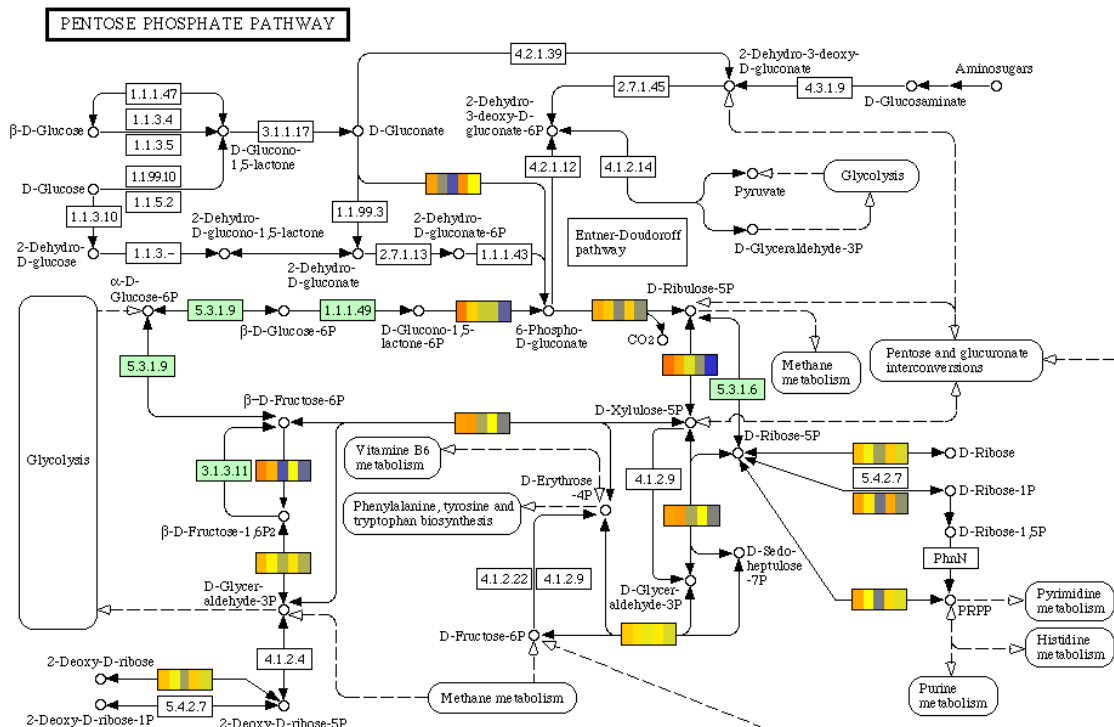 PENTOSE PHOSPHATE PATHWAY
4.2.1.39
2-Dehydro-3-deoxy-
D-gluconate
Aminosugars
1.1.1.47
2-Dehydro-
3-deoxy-D-
gluconate-6P
2.7.1.45
4.3.1.9
D-Glucosaminate
1.1.3.4
β-D-Glucose
3.1.1.17
D-Gluconate
1.1.3.5
D-Glucono-
1,5-lactone
4.2.1.12
4.1.2.14
1.1.99.10
D-Glucose
1.1.5.2
Pyruvate
Glycolysis
1.1.3.10
2-Dehydro-
D-glucono-1,5-lactone
1.1.99.3
2-Dehydro-D-
gluconate-6P
Entner-Doudoroff
pathway
D-Glyceraldehyde-3P
2-Dehydro-
D-glucose
1.1.3.-
2-Dehydro-
D-gluconate
2.7.1.13
1.1.1.43
α-D-
Glucose-6P
D-Ribulose-5P
5.3.1.9
1.1.1.49
β-D-Glucose-6P
D-Glucono-1,5-
lactone-6P
6-Phospho-
D-gluconate
CO2
Methane
metabolism
Pentose and glucuronate
interconversions
5.3.1.9
5.3.1.6
β-D-Fructose-6P
D-Xylulose-5P
D-Ribose-5P
Glycolysis
Vitamine B6
metabolism
D-Ribose
3.1.3.11
4.1.2.9
5.4.2.7
D-Erythrose
-4P
D-Ribose-1P
Phenylalanine, tyrosine and
tryptophan biosynthesis
β-D-Fructose-1,6P2
D-Ribose-1,5P
D-Sedo-
heptulose
-7P
PhnN
4.1.2.22
4.1.2.9
D-Glycer-
aldehyde-3P
D-Glycer-
aldehyde-3P
PRPP
Pyrimidine
metabolism
D-Fructose-6P
Histidine
metabolism
2-Deoxy-D-ribose
4.1.2.4
Methane metabolism
Purine
metabolism
5.4.2.7
2-Deoxy-D-ribose-1P
2-Deoxy-D-ribose-5P